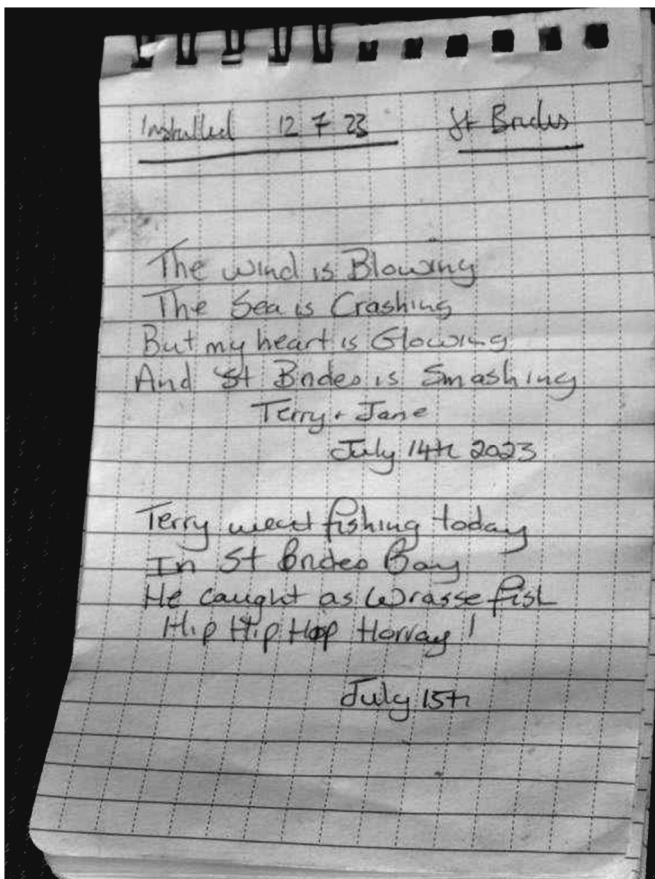 Installed 12 7 23 St Brides
The wind is Blowing
The Sea is Crashing
But my heart is Glowing
And St Brides is Smashing
Terry + Jane
July 14th 2023
Terry went fishing today
In St Brides Bay
He caught as Wrasse fish
Hip Hip Hop Horray!
July 15th